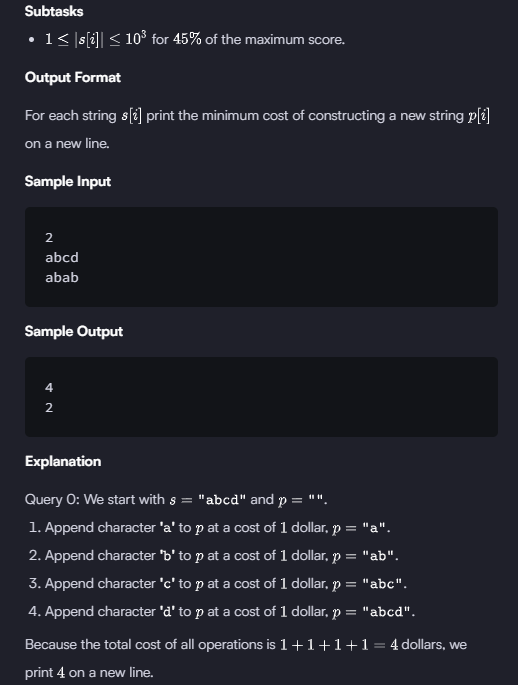 Subtasks
• 1 ≤ |s[i]| ≤ 10³ for 45% of the maximum score.
Output Format
For each string s[i] print the minimum cost of constructing a new string p[i]
on a new line.
Sample Input
2
abcd
abab
Sample Output
4
2
Explanation
Query 0: We start with s = "abcd" and p = "".
1. Append character 'a' to p at a cost of 1 dollar, p = "a".
2. Append character 'b' to p at a cost of 1 dollar, p = "ab".
3. Append character 'c' to p at a cost of 1 dollar, p = "abc".
4. Append character 'd' to p at a cost of 1 dollar, p = "abcd".
Because the total cost of all operations is 1 + 1 + 1 + 1 = 4 dollars, we
print 4 on a new line.